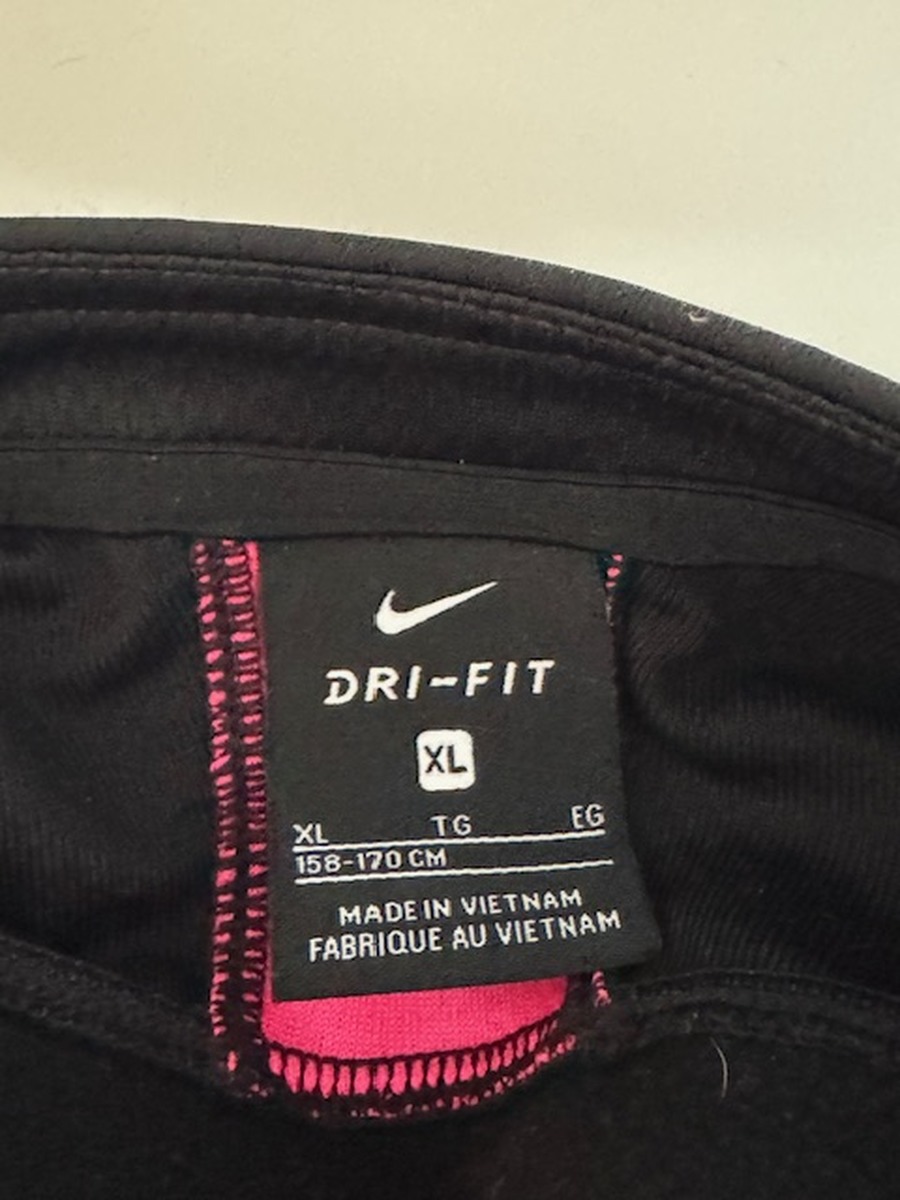 DRI-FIT
XL
XL TG EG
158-170 CM
MADE IN VIETNAM
FABRIQUE AU VIETNAM